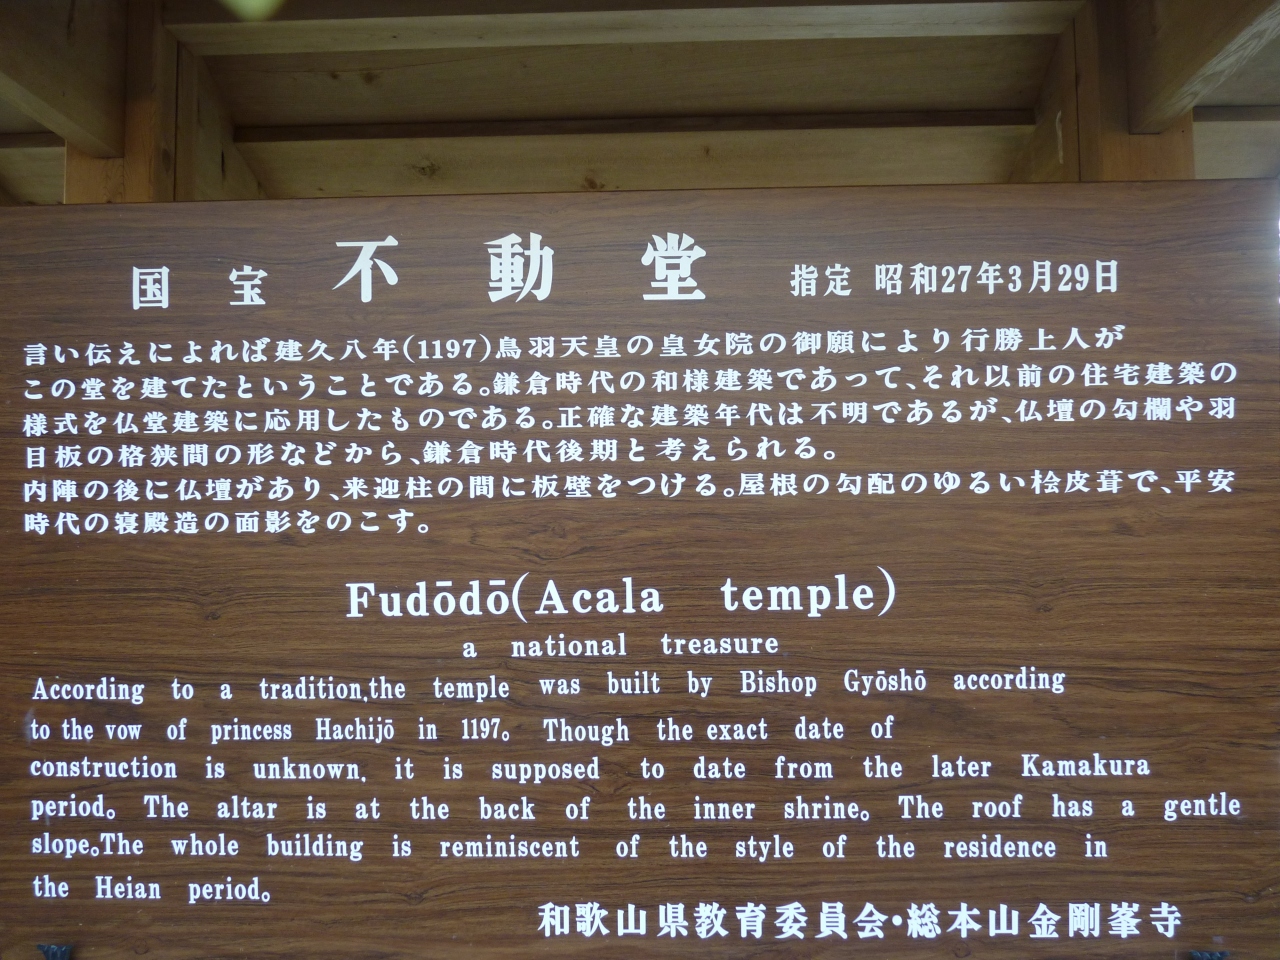 国宝 不動堂 指定 昭和27年3月29日
言い伝えによれば建久八年(1197)鳥羽天皇の皇女院の御願により行勝上人が
この堂を建てたということである。鎌倉時代の和様建築であって、それ以前の住宅建築の
様式を仏堂建築に応用したものである。正確な建築年代は不明であるが、仏壇の勾欄や羽
目板の格狭間の形などから、鎌倉時代後期と考えられる。
内陣の後に仏壇があり、来迎柱の間に板壁をつける。屋根の勾配のゆるい桧皮葺で、平安
時代の寝殿造の面影をのこす。
Fudōdō(Acala temple)
a national treasure
According to a tradition,the temple was built by Bishop Gyōshō according
to the vow of princess Hachijō in 1197。 Though the exact date of
construction is unknown, it is supposed to date from the later Kamakura
period。 The altar is at the back of the inner shrine。 The roof has a gentle
slope。The whole building is reminiscent of the style of the residence in
the Heian period。
和歌山県教育委員会・総本山金剛峯寺